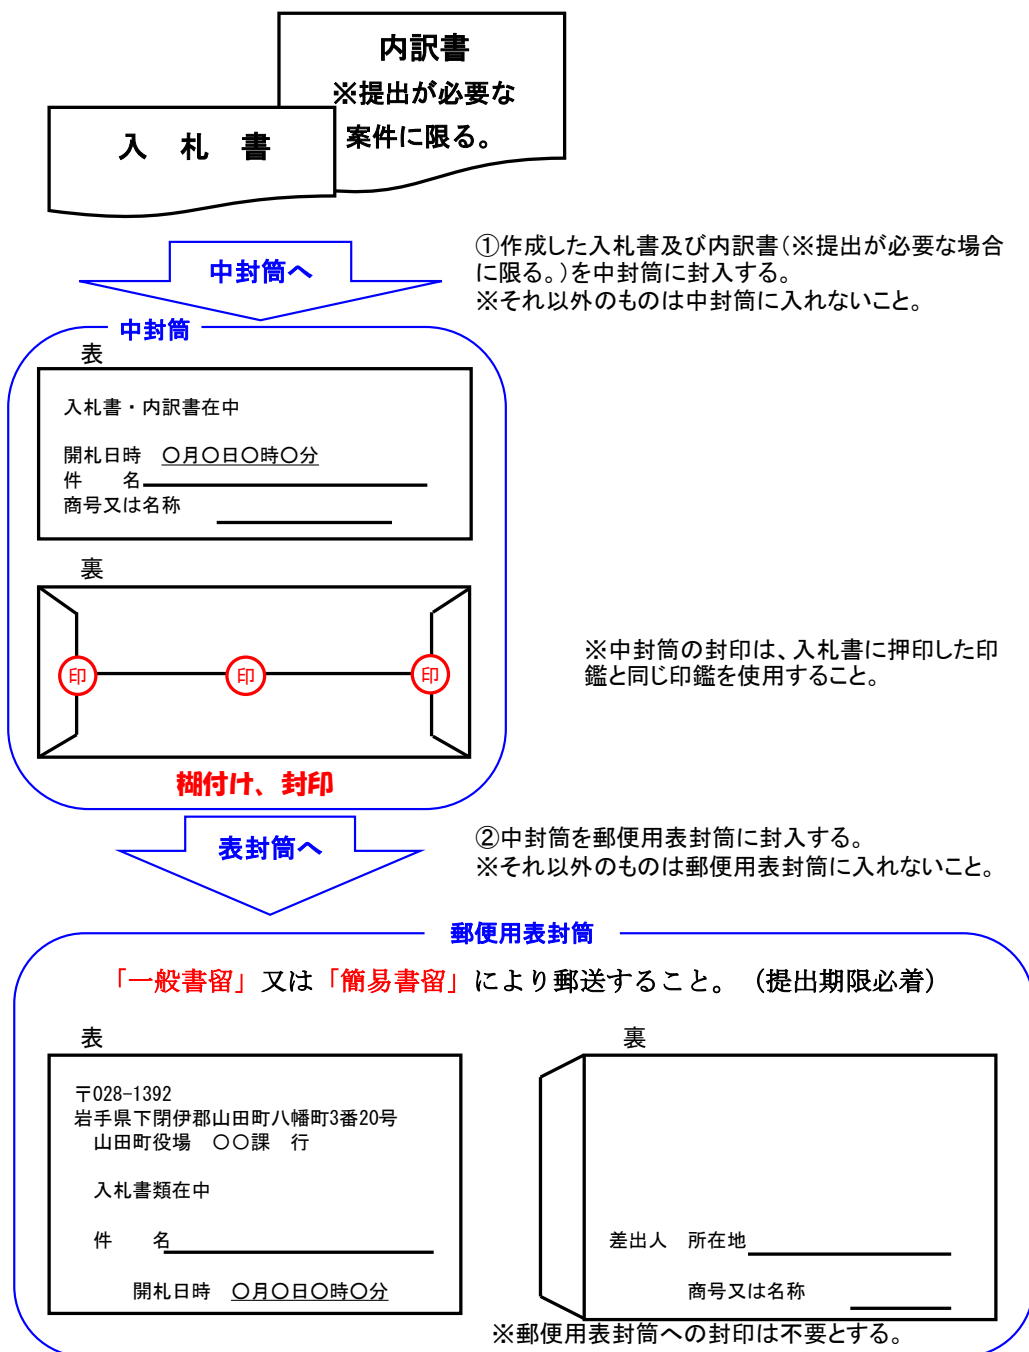 内訳書
※提出が必要な
案件に限る。
入　札　書
中封筒へ
①作成した入札書及び内訳書（※提出が必要な場合
に限る。）を中封筒に封入する。
※それ以外のものは中封筒に入れないこと。
中封筒
表
入札書・内訳書在中
開札日時　〇月〇日〇時〇分
件　　名
商号又は名称
裏
印　印　印
※中封筒の封印は、入札書に押印した印
鑑と同じ印鑑を使用すること。
糊付け、封印
表封筒へ
②中封筒を郵便用表封筒に封入する。
※それ以外のものは郵便用表封筒に入れないこと。
郵便用表封筒
「一般書留」又は「簡易書留」により郵送すること。（提出期限必着）
表
〒028-1392
岩手県下閉伊郡山田町八幡町3番20号
山田町役場　〇〇課　行
入札書類在中
件　　名
開札日時　〇月〇日〇時〇分
裏
差出人　所在地
商号又は名称
※郵便用表封筒への封印は不要とする。